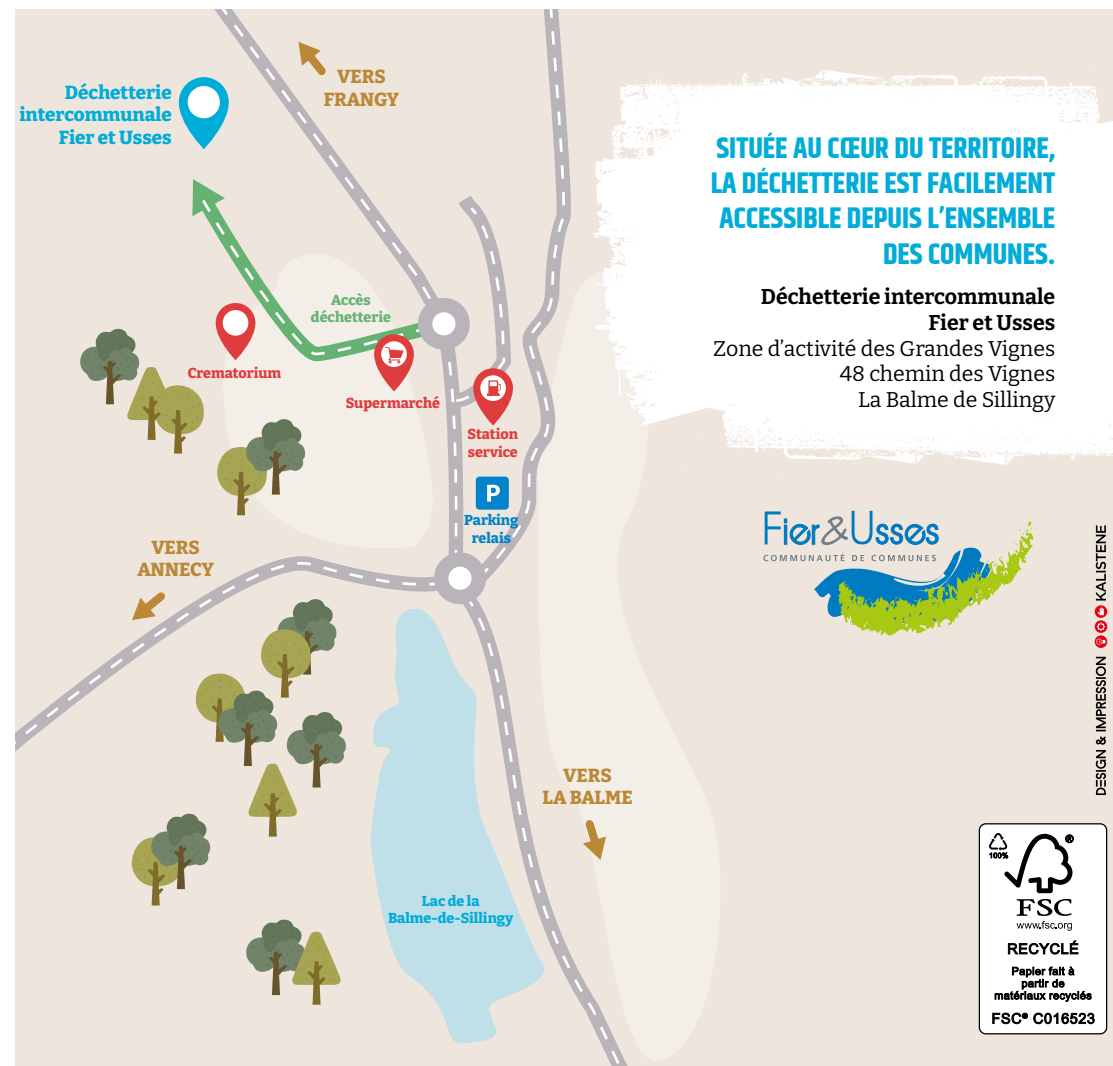 VERS
FRANGY
Déchetterie
intercommunale
Fier et Usses
SITUÉE AU CŒUR DU TERRITOIRE,
LA DÉCHETTERIE EST FACILEMENT
ACCESSIBLE DEPUIS L'ENSEMBLE
DES COMMUNES.
Déchetterie intercommunale
Fier et Usses
Zone d'activité des Grandes Vignes
48 chemin des Vignes
La Balme de Sillingy
Accès
déchetterie
Crematorium
Supermarché
Station
service
P
Parking
relais
VERS
ANNECY
Fier&Usses
COMMUNAUTÉ DE COMMUNES
VERS
LA BALME
Lac de la
Balme-de-Sillingy
DESIGN & IMPRESSION KALISTENE
100%
®
FSC
www.fsc.org
RECYCLÉ
Papier fait à
partir de
matériaux recyclés
FSC® C016523